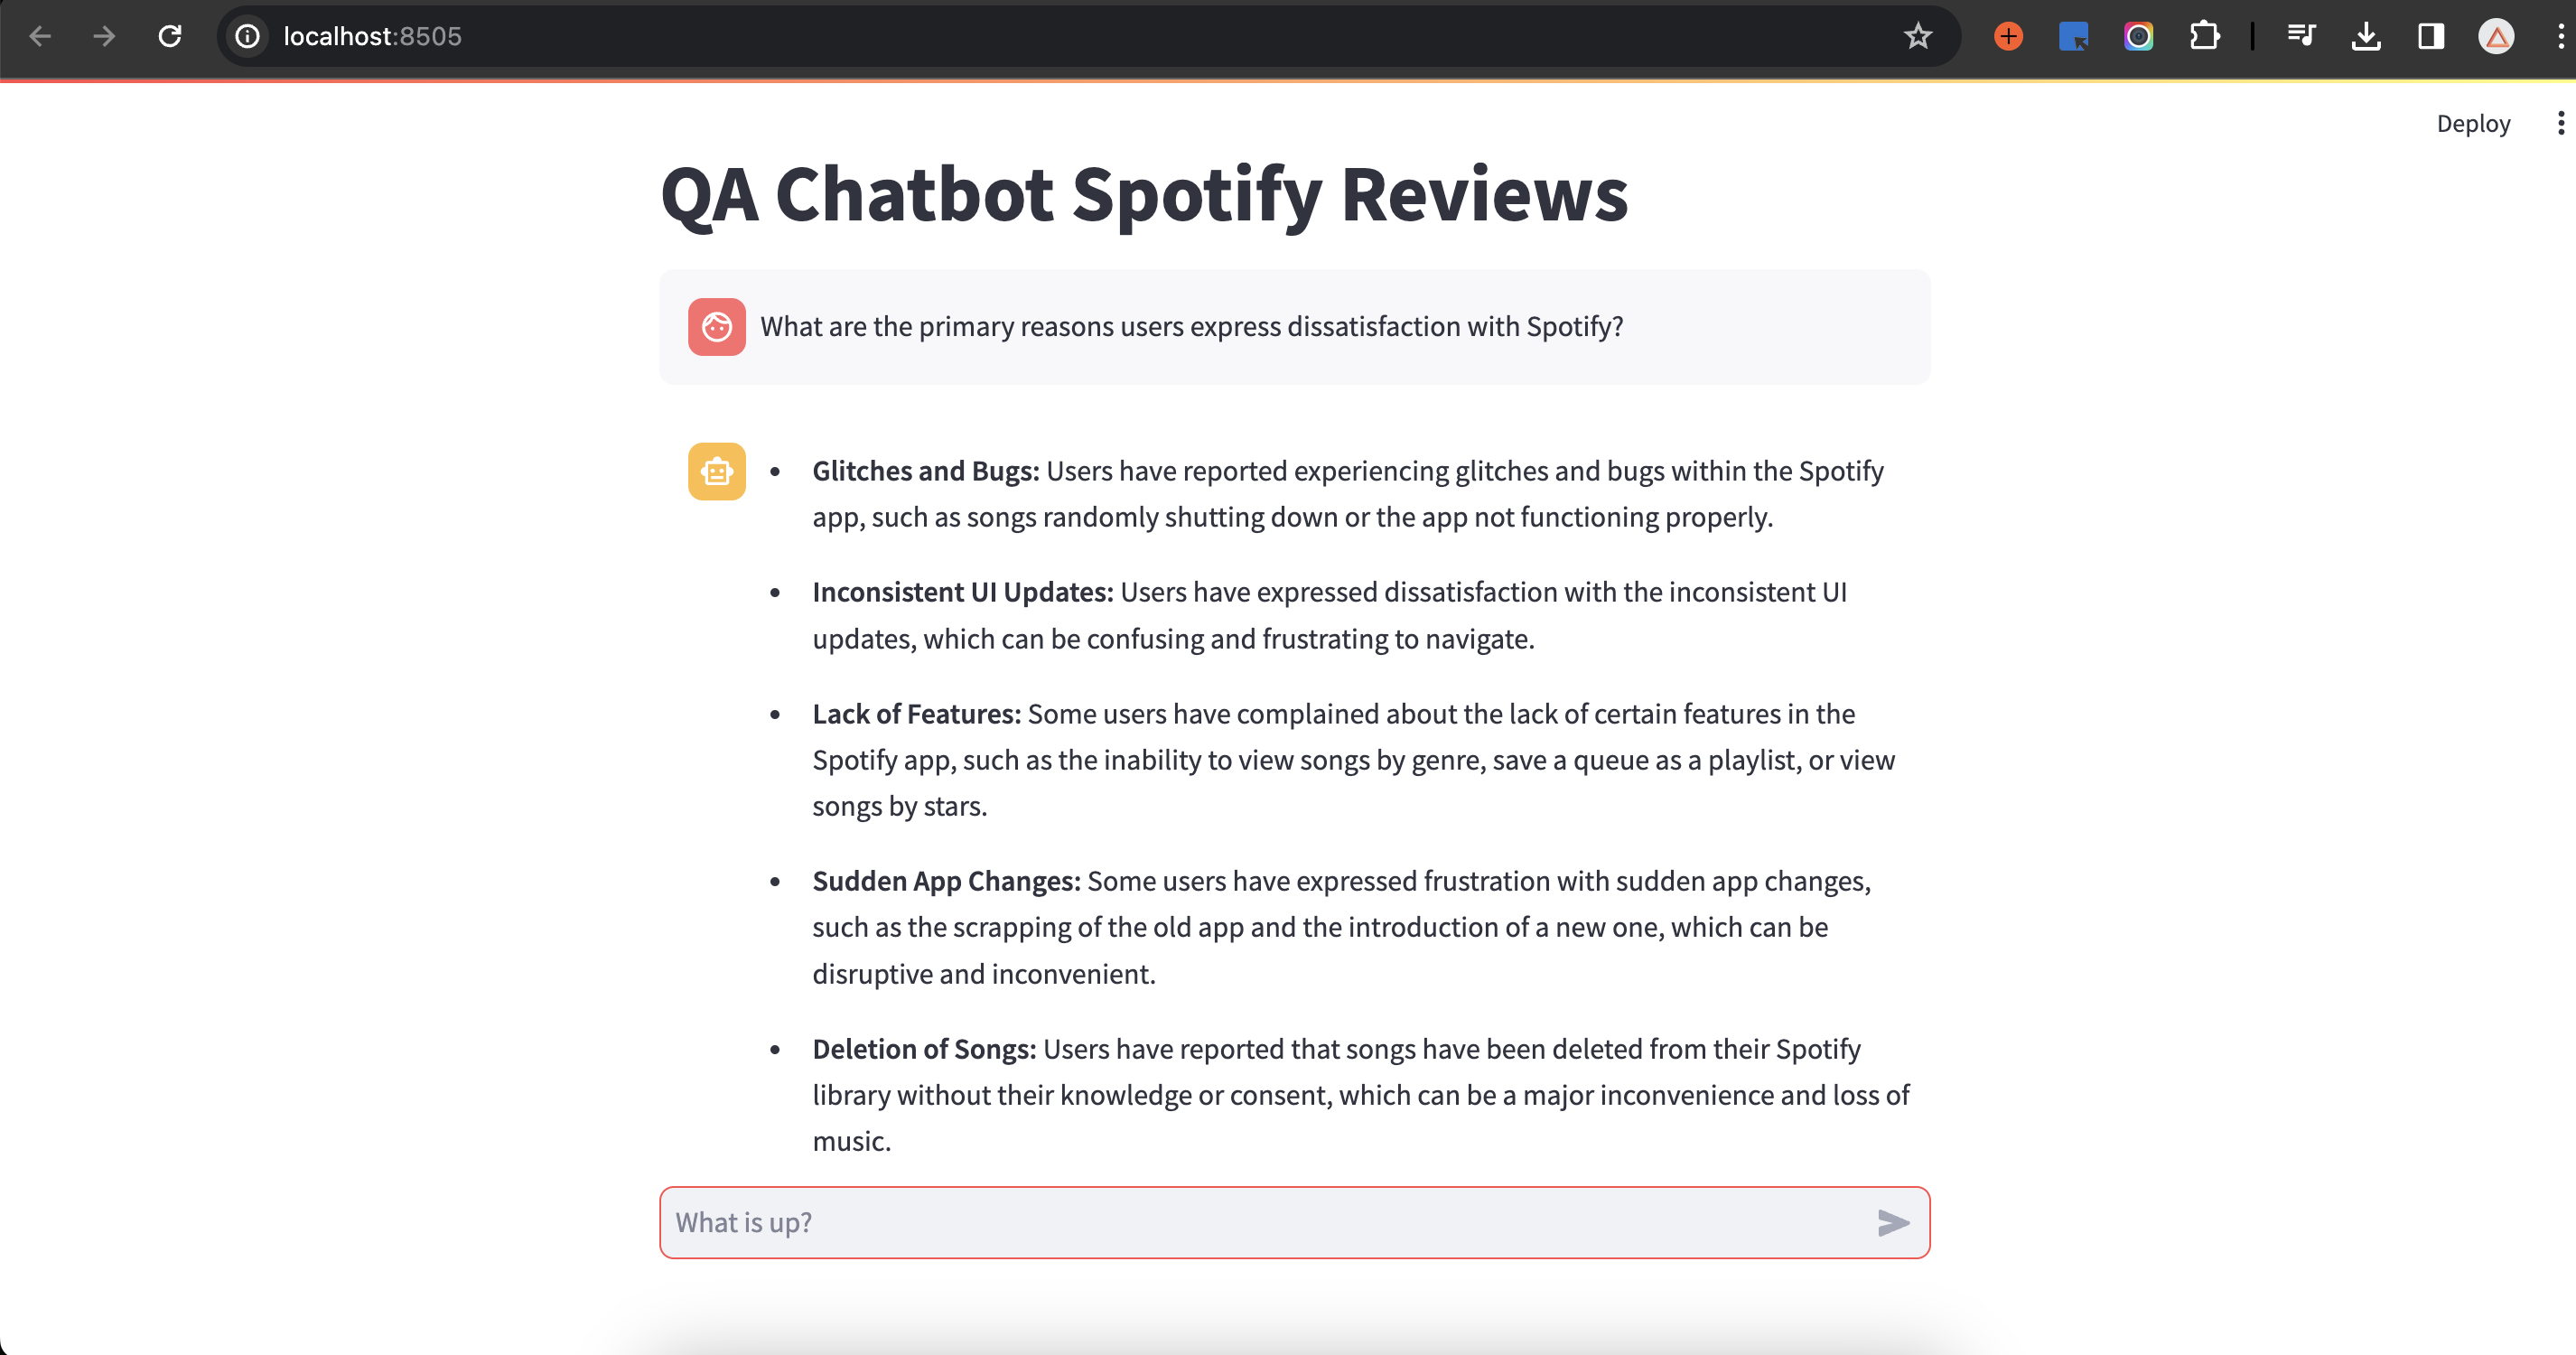 localhost:8505
Deploy
QA Chatbot Spotify Reviews
What are the primary reasons users express dissatisfaction with Spotify?
• Glitches and Bugs: Users have reported experiencing glitches and bugs within the Spotify
app, such as songs randomly shutting down or the app not functioning properly.
• Inconsistent UI Updates: Users have expressed dissatisfaction with the inconsistent UI
updates, which can be confusing and frustrating to navigate.
• Lack of Features: Some users have complained about the lack of certain features in the
Spotify app, such as the inability to view songs by genre, save a queue as a playlist, or view
songs by stars.
• Sudden App Changes: Some users have expressed frustration with sudden app changes,
such as the scrapping of the old app and the introduction of a new one, which can be
disruptive and inconvenient.
• Deletion of Songs: Users have reported that songs have been deleted from their Spotify
library without their knowledge or consent, which can be a major inconvenience and loss of
music.
What is up?